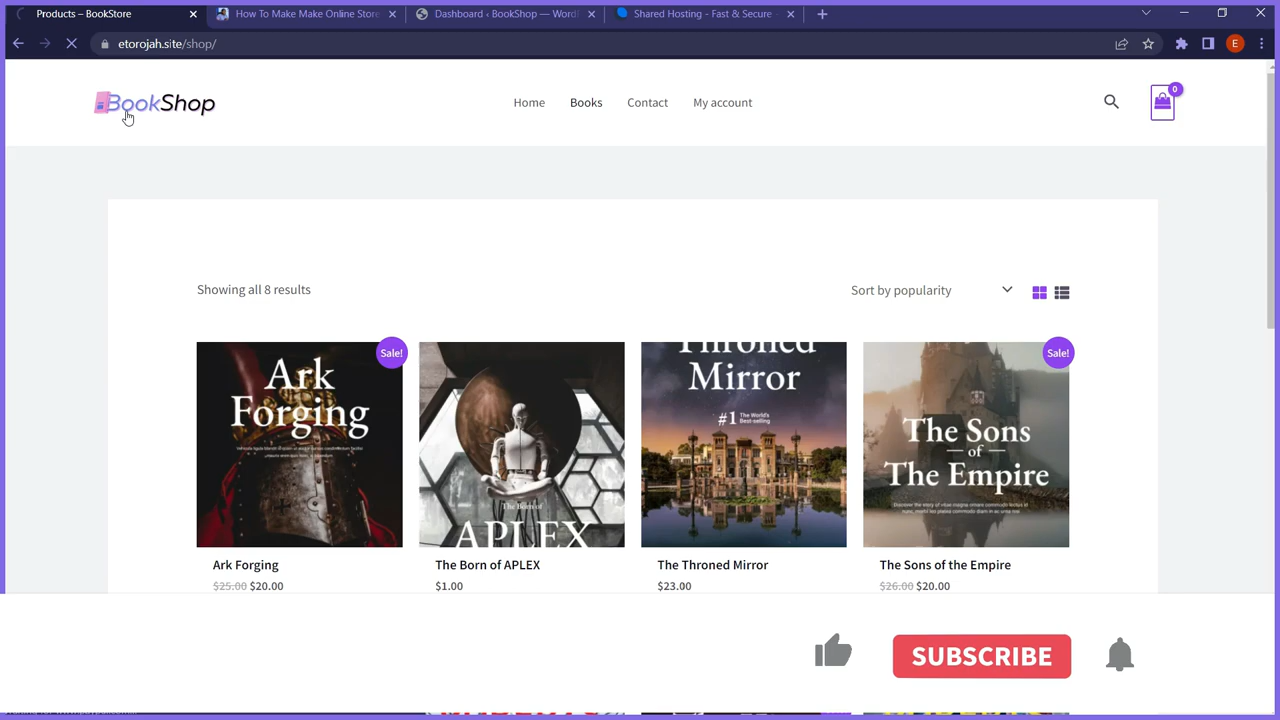 Products – BookStore
How To Make Make Online Store
Dashboard ‹ BookShop — Word
Shared Hosting - Fast & Secure -
etorojah.site/shop/
E
BookShop
Home
Books
Contact
My account
0
Showing all 8 results
Sort by popularity
Sale!
Sale!
Ark
Forging
The Born of
APLEX
Throned
Mirror
#1 The World's
Best-selling
The Sons
of
The Empire
Ark Forging
The Born of APLEX
The Throned Mirror
The Sons of the Empire
$25.00 $20.00
$1.00
$23.00
$26.00 $20.00
SUBSCRIBE